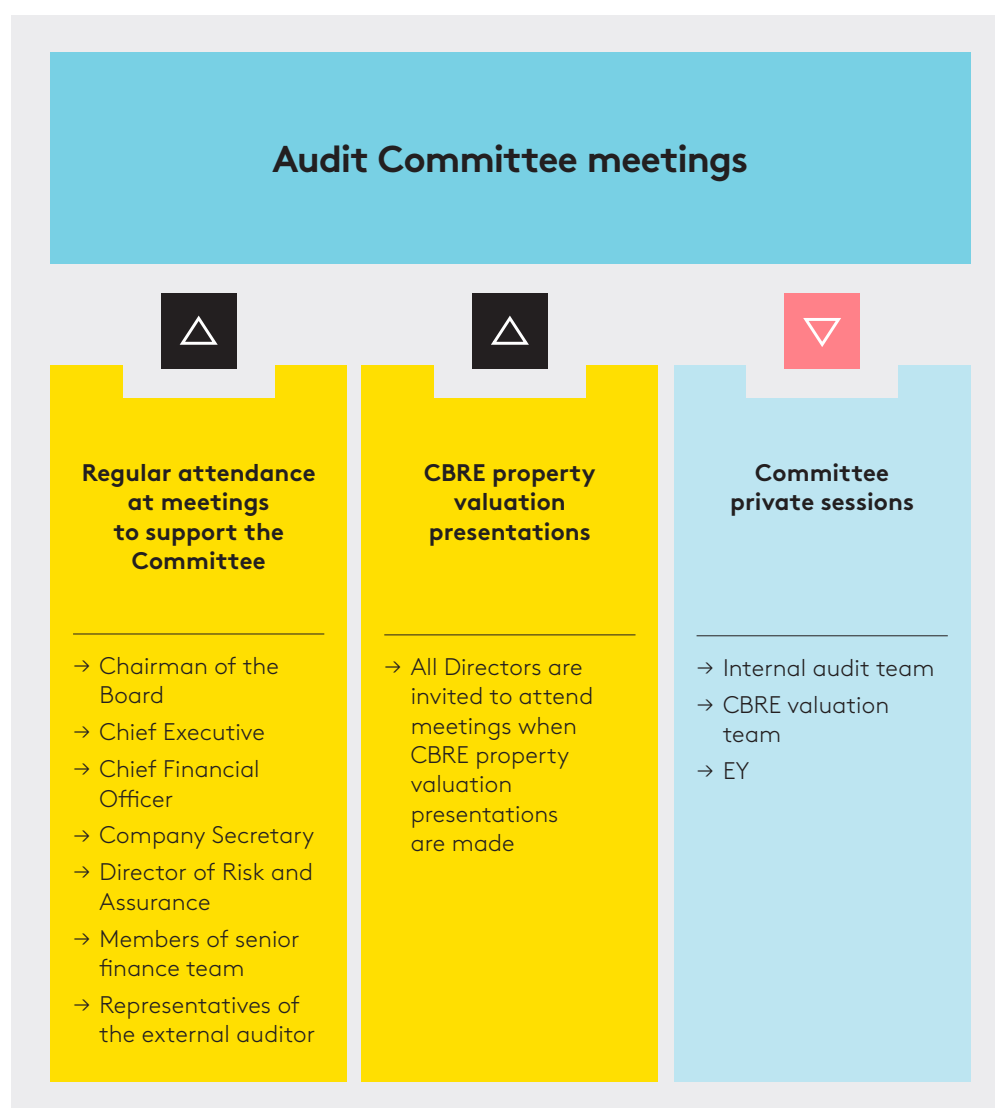 Audit Committee meetings
Regular attendance
at meetings
to support the
Committee
→ Chairman of the
Board
→ Chief Executive
→ Chief Financial
Officer
→ Company Secretary
→ Director of Risk and
Assurance
→ Members of senior
finance team
→ Representatives of
the external auditor
CBRE property
valuation
presentations
→ All Directors are
invited to attend
meetings when
CBRE property
valuation
presentations
are made
Committee
private sessions
→ Internal audit team
→ CBRE valuation
team
→ EY